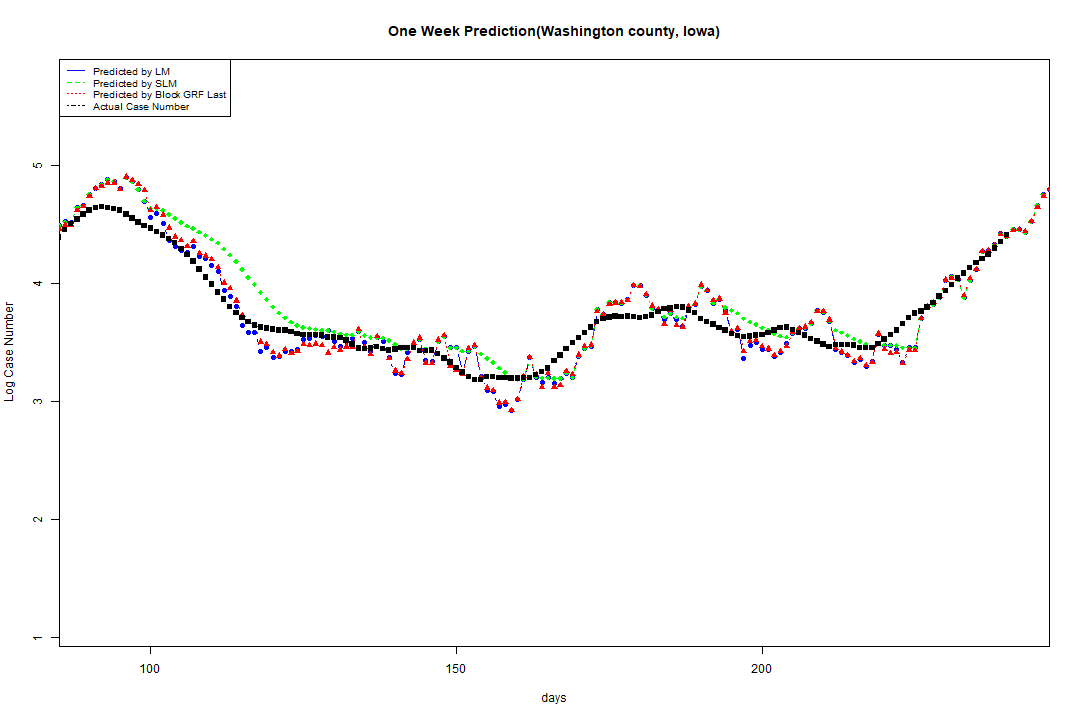 One Week Prediction(Washington county, Iowa)
Predicted by LM
Predicted by SLM
Predicted by Block GRF Last
Actual Case Number
5
4
3
2
1
Log Case Number
100 150 200
days